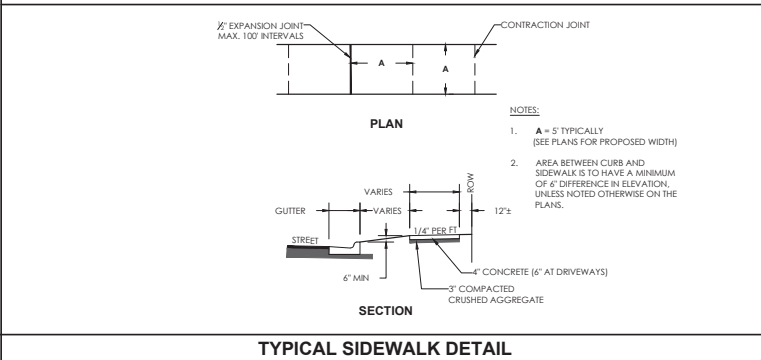 ½" EXPANSION JOINT
MAX. 100' INTERVALS
CONTRACTION JOINT
A
A
PLAN
NOTES:
1. A = 5' TYPICALLY
(SEE PLANS FOR PROPOSED WIDTH)
2. AREA BETWEEN CURB AND
SIDEWALK IS TO HAVE A MINIMUM
OF 6" DIFFERENCE IN ELEVATION,
UNLESS NOTED OTHERWISE ON THE
PLANS.
VARIES
ROW
GUTTER
VARIES
12"±
STREET
1/4" PER FT
6" MIN
4" CONCRETE (6" AT DRIVEWAYS)
3" COMPACTED
CRUSHED AGGREGATE
SECTION
TYPICAL SIDEWALK DETAIL